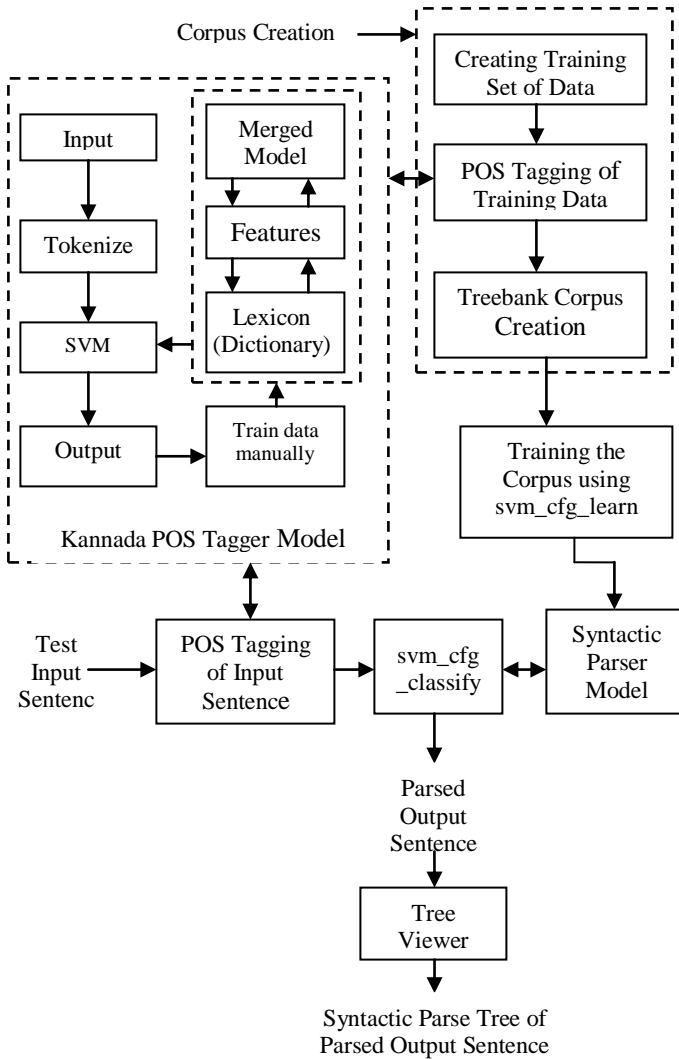 Corpus Creation
Creating Training
Set of Data
POS Tagging of
Training Data
Treebank Corpus
Creation
Input
Tokenize
SVM
Output
Merged
Model
Features
Lexicon
(Dictionary)
Train data
manually
Kannada POS Tagger Model
Training the
Corpus using
svm_cfg_learn
Test
Input
Sentenc
POS Tagging
of Input
Sentence
svm_cfg
_classify
Syntactic
Parser
Model
Parsed
Output
Sentence
Tree
Viewer
Syntactic Parse Tree of
Parsed Output Sentence